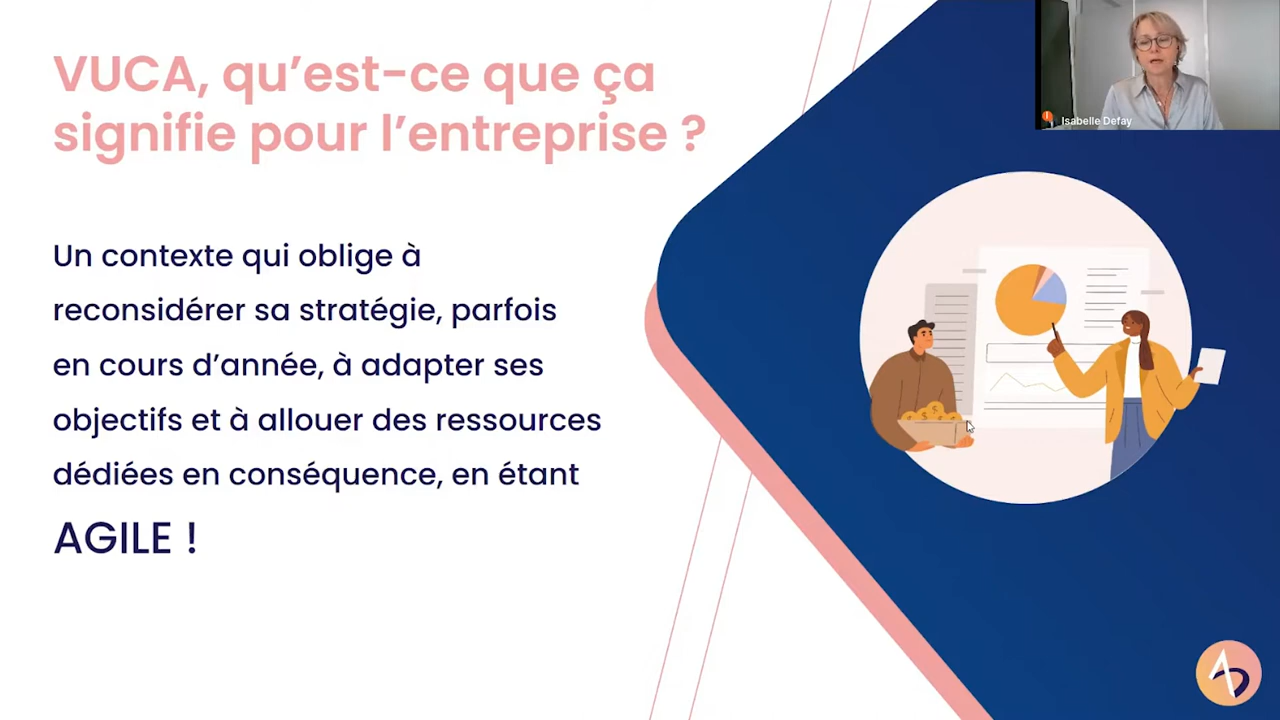 VUCA, qu’est-ce que ça
signifie pour l’entreprise ?
Isabelle Defay
Un contexte qui oblige à
reconsidérer sa stratégie, parfois
en cours d’année, à adapter ses
objectifs et à allouer des ressources
dédiées en conséquence, en étant
AGILE !